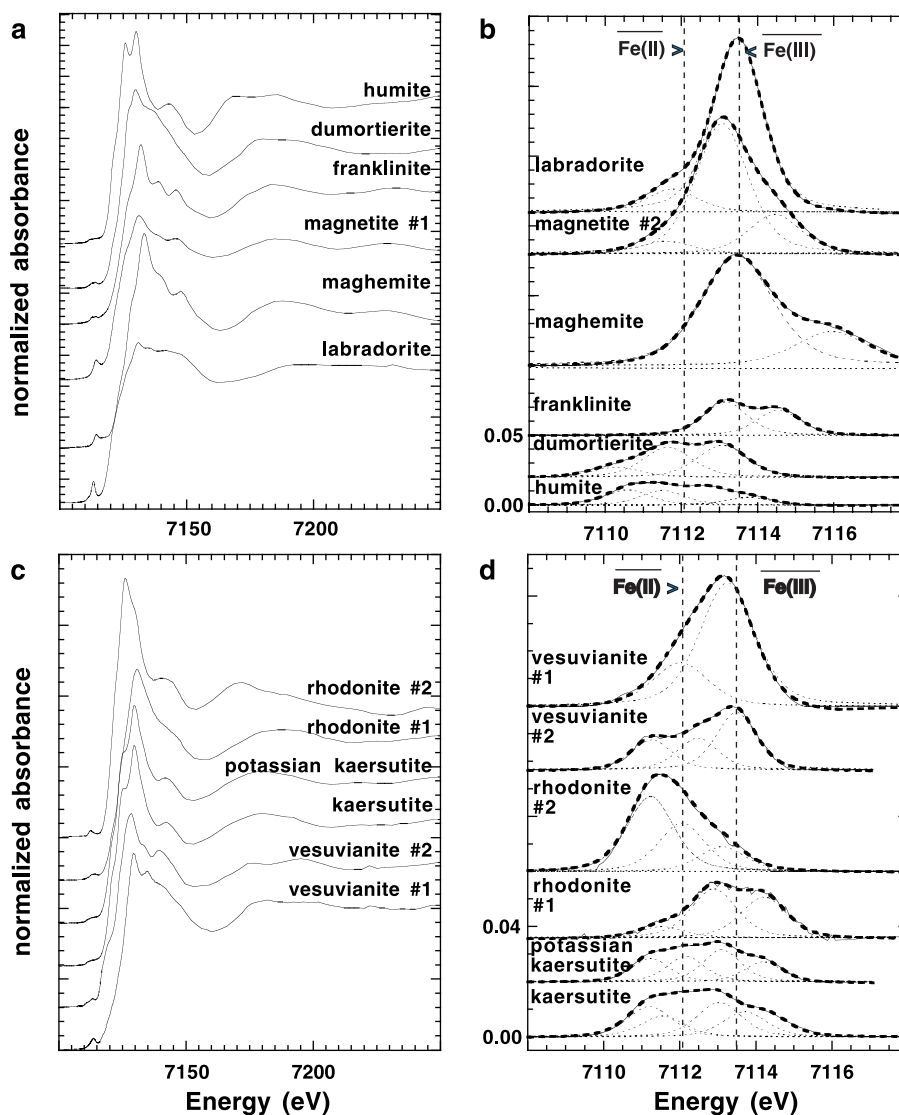 a
normalized absorbance
humite
dumortierite
franklinite
magnetite #1
maghemite
labradorite
7150
7200
b
Fe(II) >
< Fe(III)
labradorite
magnetite #2
maghemite
franklinite
0.05
dumortierite
humite
0.00
7110
7112
7114
7116
c
normalized absorbance
rhodonite #2
rhodonite #1
potassian kaersutite
kaersutite
vesuvianite #2
vesuvianite #1
7150
7200
Energy (eV)
d
Fe(II) >
Fe(III)
vesuvianite
#1
vesuvianite
#2
rhodonite
#2
rhodonite
#1
0.04
potassian
kaersutite
kaersutite
0.00
7110
7112
7114
7116
Energy (eV)